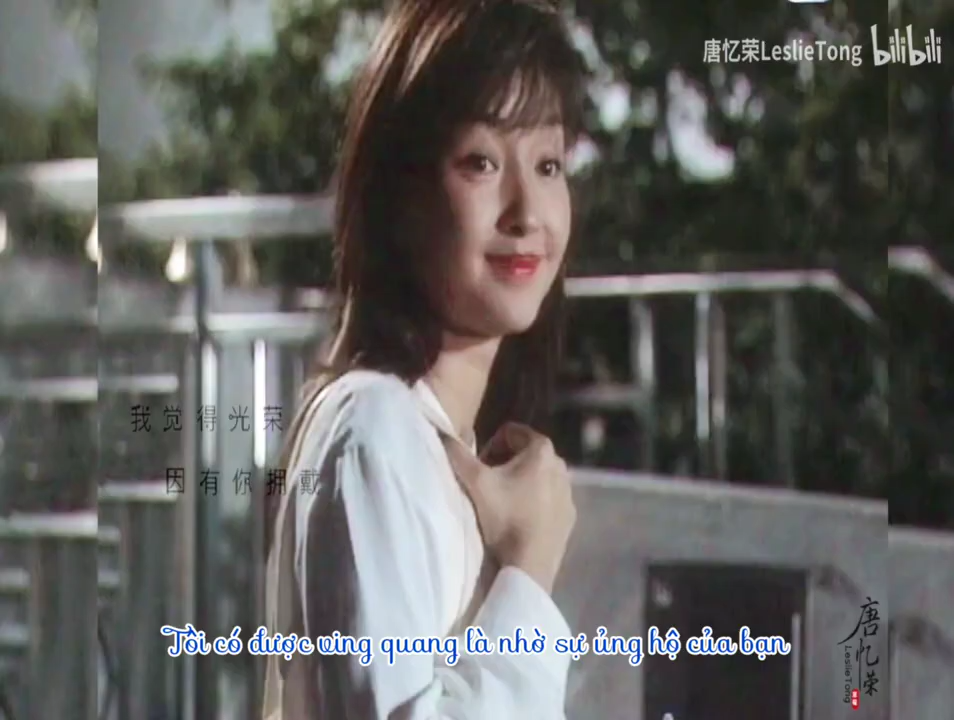 唐忆荣LeslieTong bilibili
我觉得光荣
因有你拥戴
Tôi có được ving quang là nhờ sự ủng hộ của bạn
唐忆荣
LeslieTong